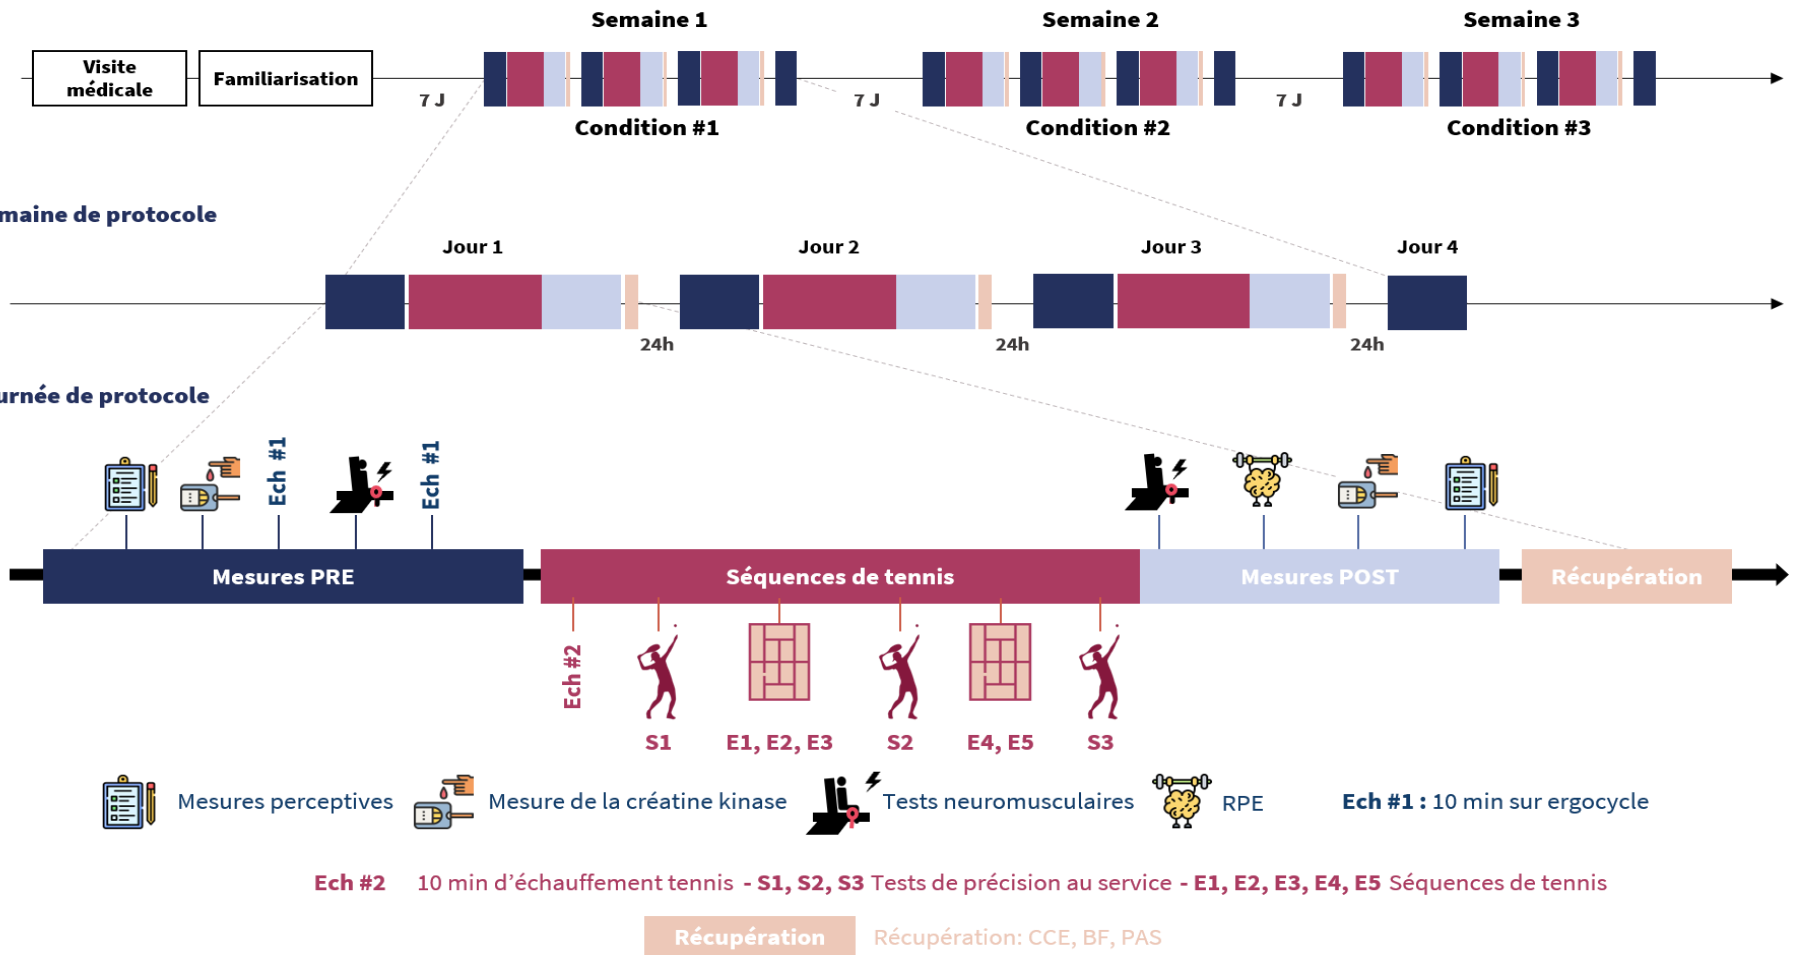 Semaine 1
Semaine 2
Semaine 3
Visite
médicale
Familiarisation
7 J
7 J
7 J
Condition #1
Condition #2
Condition #3
maine de protocole
Jour 1
Jour 2
Jour 3
Jour 4
24h
24h
24h
urnée de protocole
Ech #1
Ech #1
Mesures PRE
Séquences de tennis
Mesures POST
Récupération
Ech #2
S1
E1, E2, E3
S2
E4, E5
S3
Mesures perceptives
Mesure de la créatine kinase
Tests neuromusculaires
RPE
Ech #1 : 10 min sur ergocycle
Ech #2 10 min d’échauffement tennis - S1, S2, S3 Tests de précision au service - E1, E2, E3, E4, E5 Séquences de tennis
Récupération
Récupération: CCE, BF, PAS